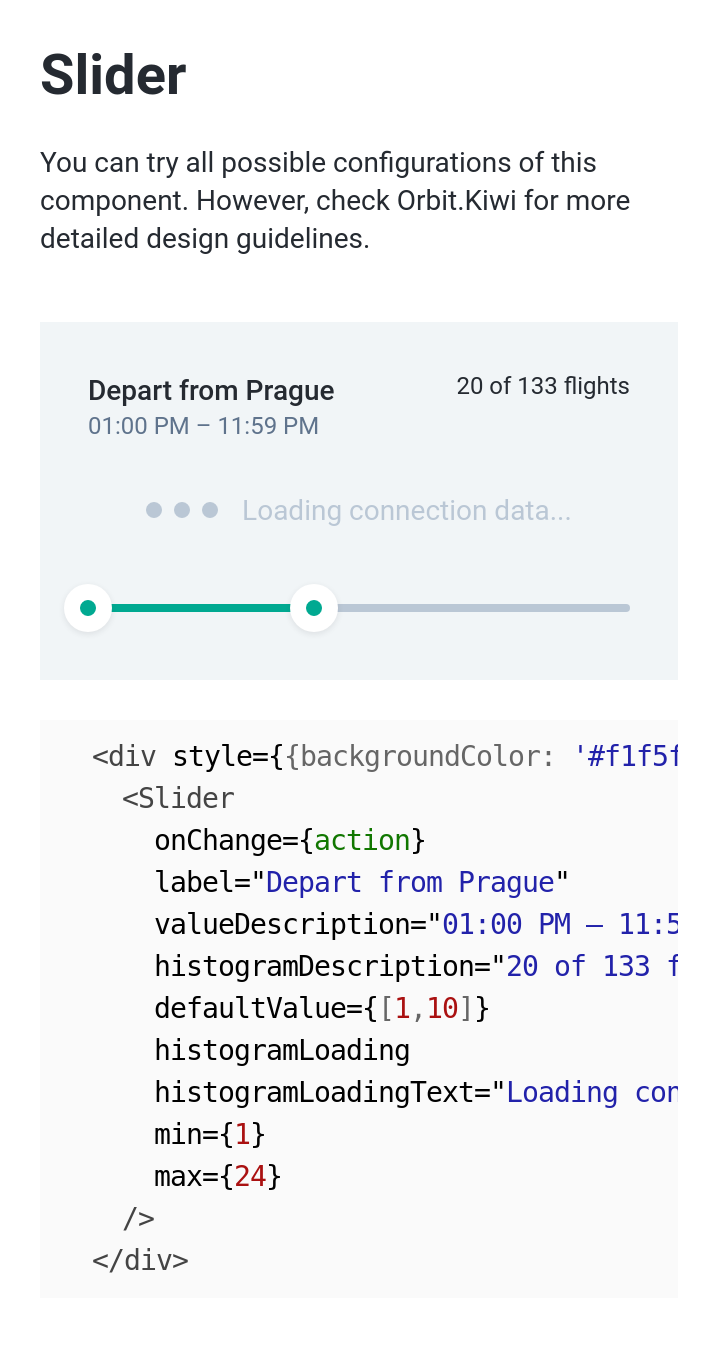 Slider
You can try all possible configurations of this
component. However, check Orbit.Kiwi for more
detailed design guidelines.
Depart from Prague
20 of 133 flights
01:00 PM – 11:59 PM
Loading connection data...
<div style={{backgroundColor: '#f1f5f
<Slider
onChange={action}
label="Depart from Prague"
valueDescription="01:00 PM – 11:5
histogramDescription="20 of 133 f
defaultValue={[1,10]}
histogramLoading
histogramLoadingText="Loading con
min={1}
max={24}
/>
</div>